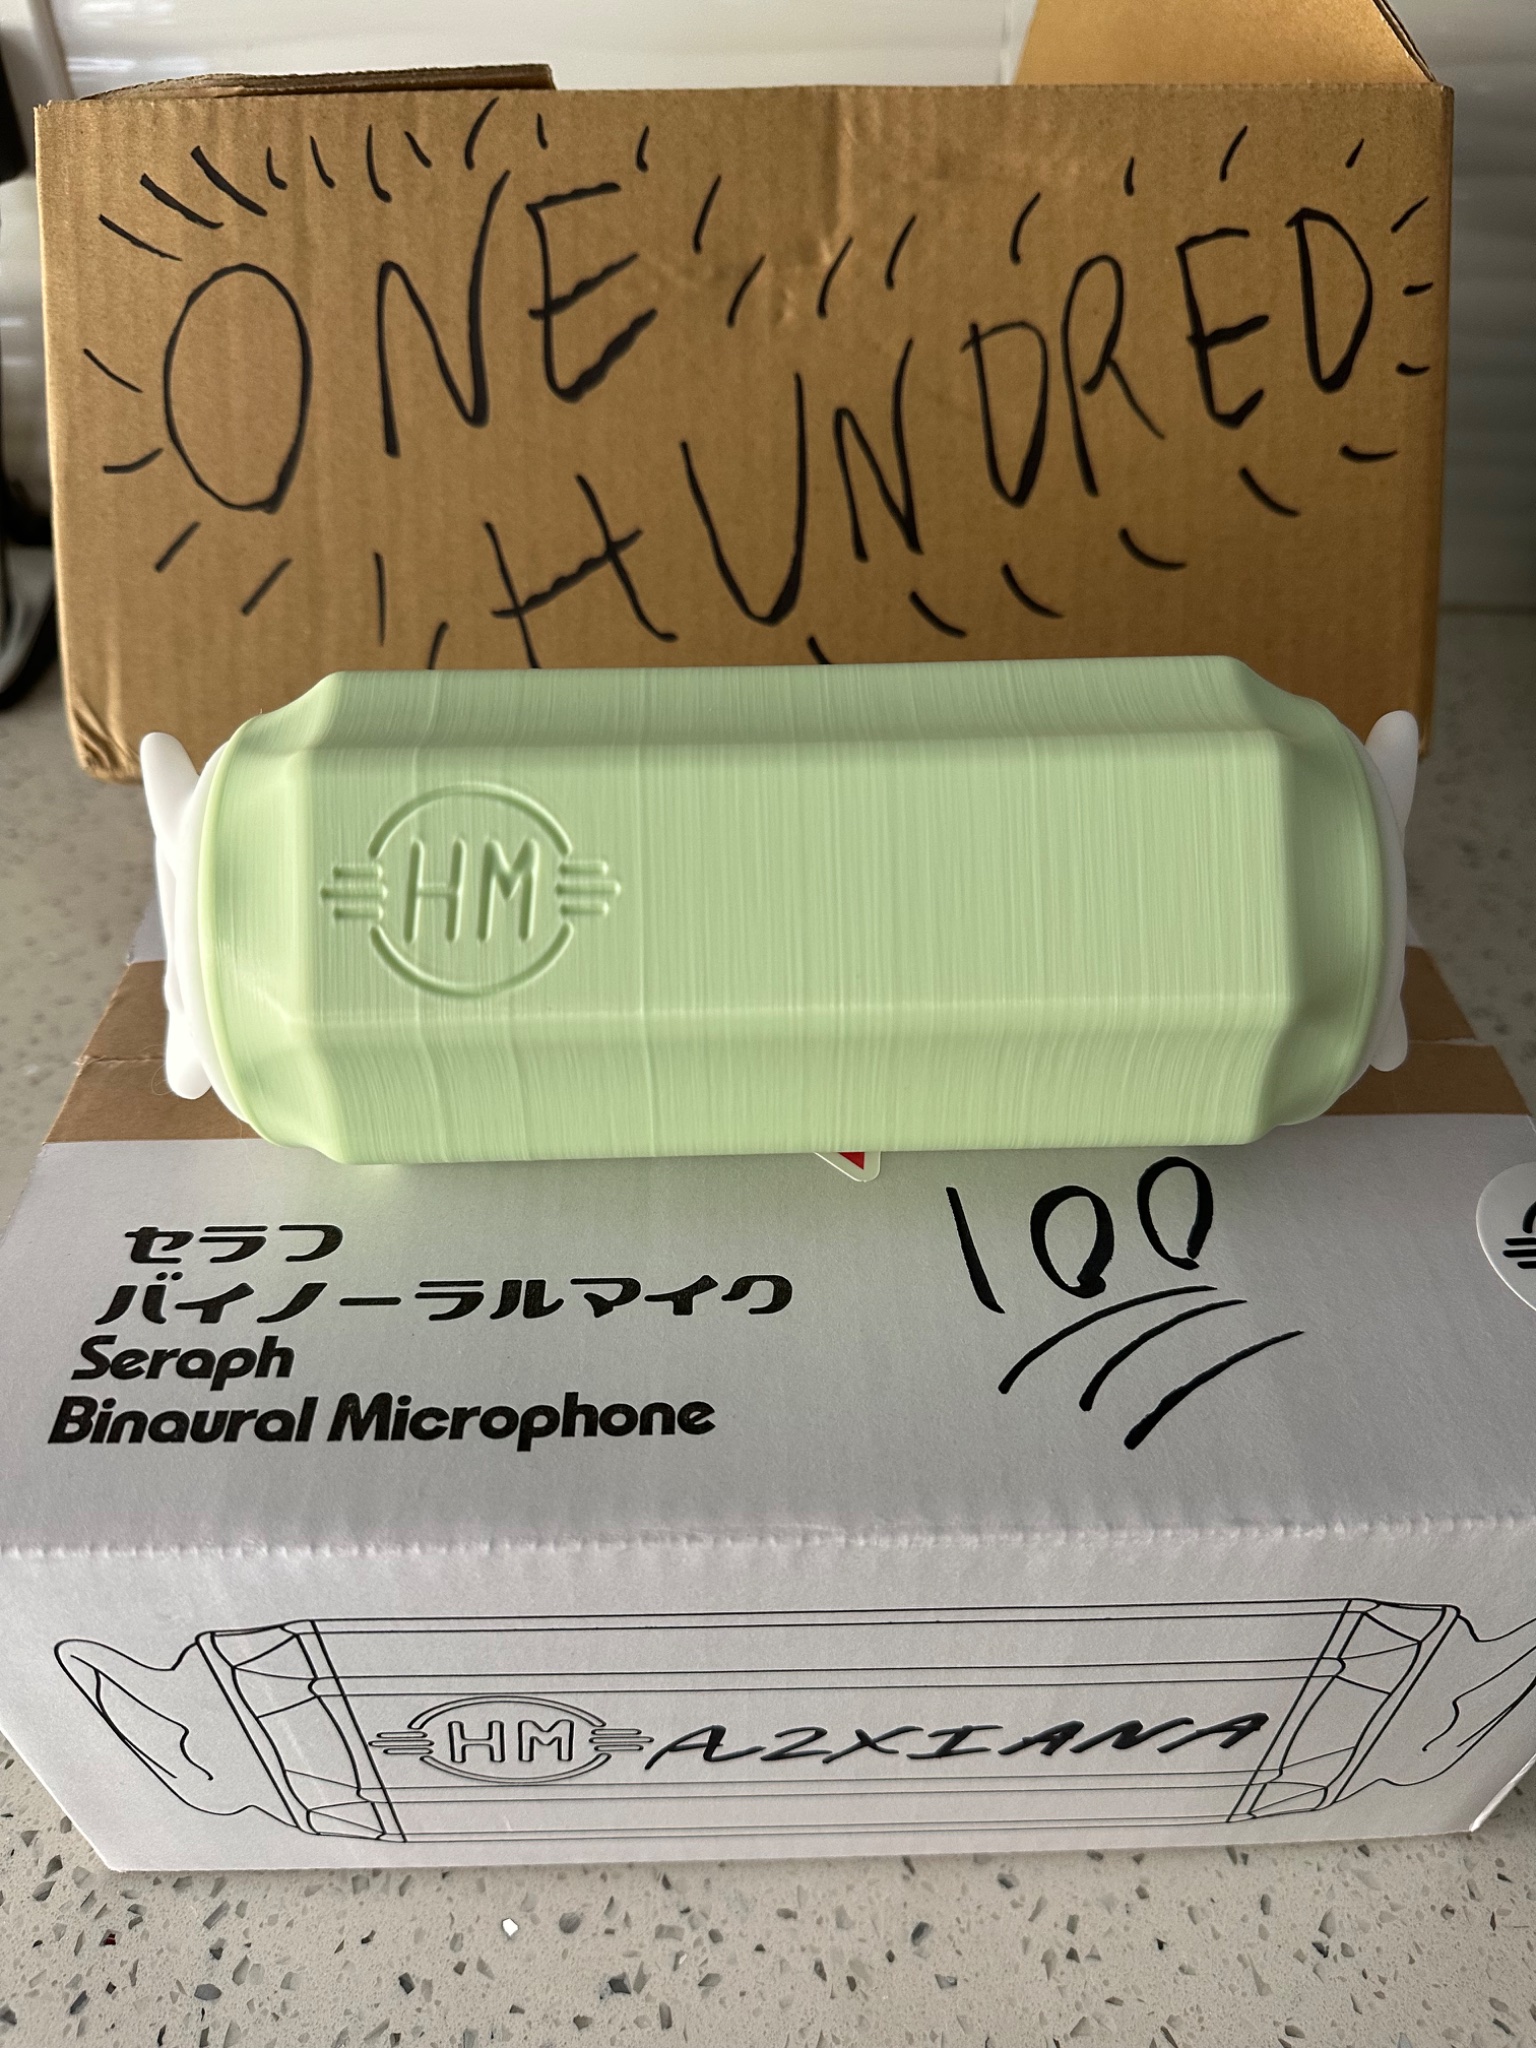 ONE
HUNDRED
HM
セラフ
バイノーラルマイク
Seraph
Binaural Microphone
100
HM A2XIANA